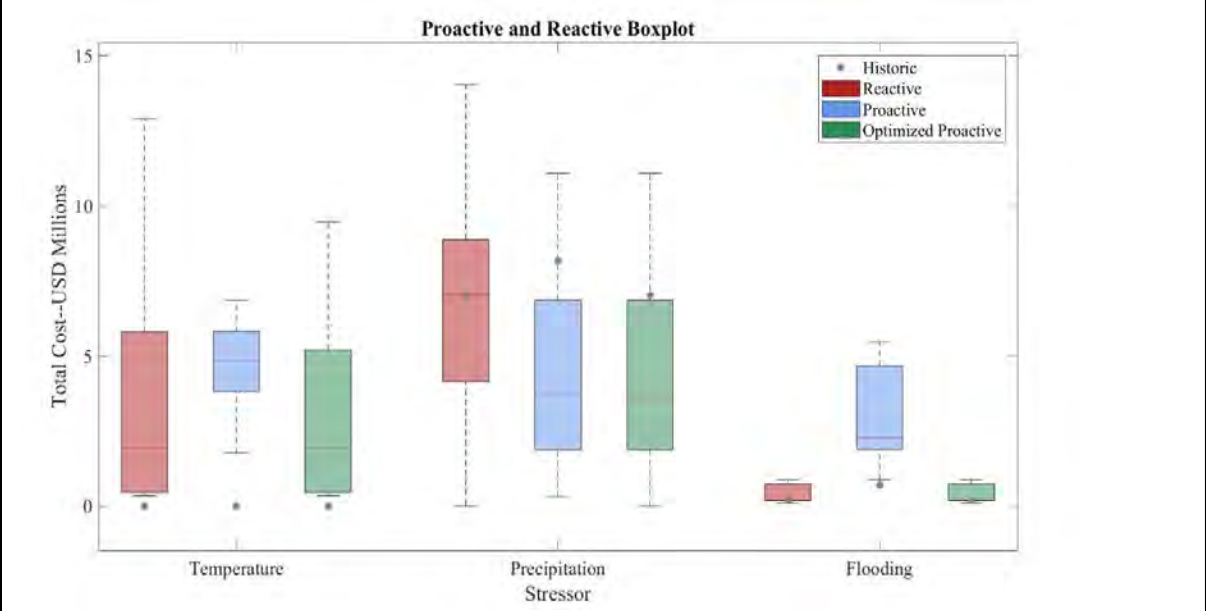 Proactive and Reactive Boxplot
15
10
5
0
Total Cost--USD Millions
Historic
Reactive
Proactive
Optimized Proactive
Temperature
Precipitation
Flooding
Stressor